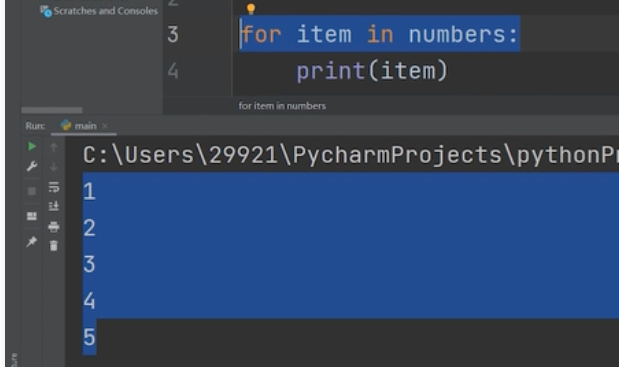 Scratches and Consoles
2
3 for item in numbers:
4 print(item)
for item in numbers
Run: main
C:\Users\29921\PycharmProjects\pythonPr
1
2
3
4
5